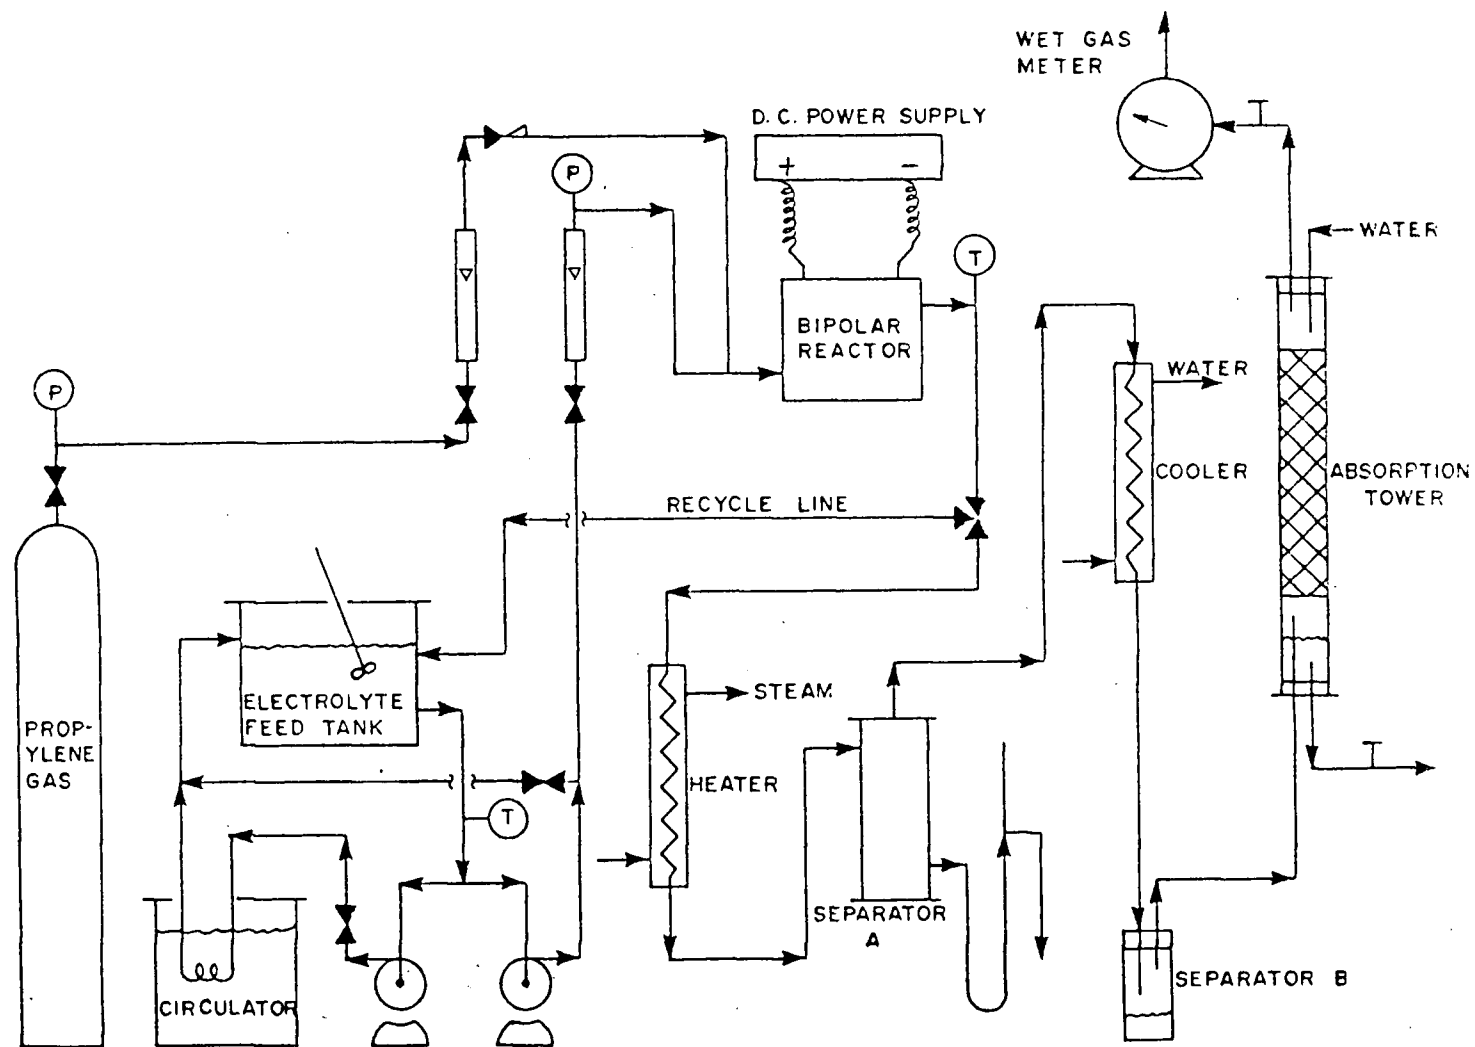 WET GAS
METER
D.C. POWER SUPPLY
+ -
P
WATER
T
BIPOLAR
REACTOR
P
WATER
COOLER
ABSORPTION
TOWER
RECYCLE LINE
ELECTROLYTE
FEED TANK
STEAM
PROP-
YLENE
GAS
HEATER
T
SEPARATOR
A
SEPARATOR B
CIRCULATOR